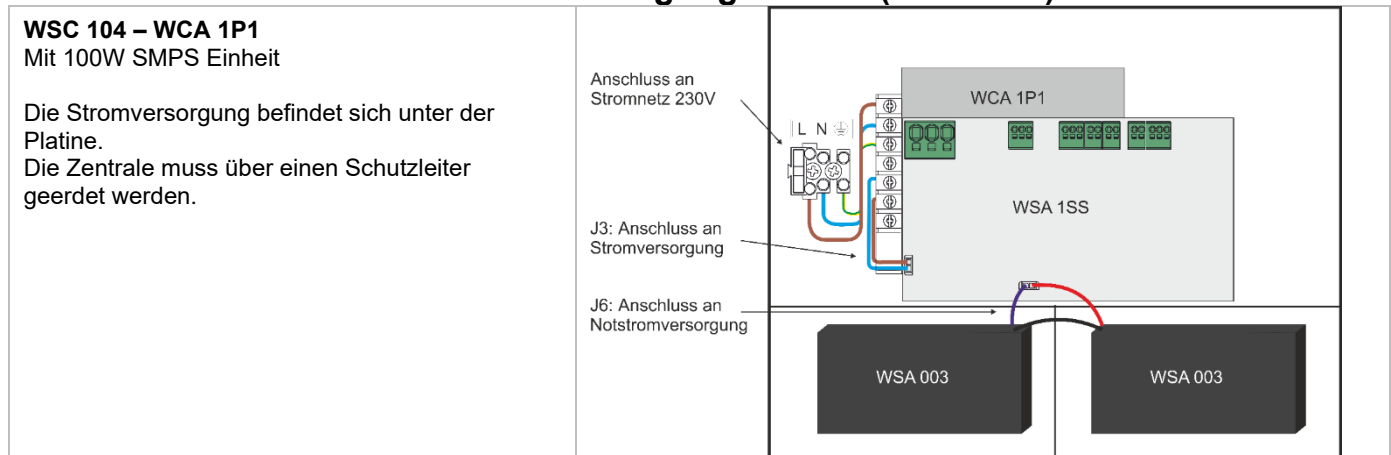 WSC 104 – WCA 1P1
Mit 100W SMPS Einheit
Die Stromversorgung befindet sich unter der
Platine.
Die Zentrale muss über einen Schutzleiter
geerdet werden.
Anschluss an
Stromnetz 230V
L N
WCA 1P1
WSA 1SS
J3: Anschluss an
Stromversorgung
J6: Anschluss an
Notstromversorgung
WSA 003
WSA 003